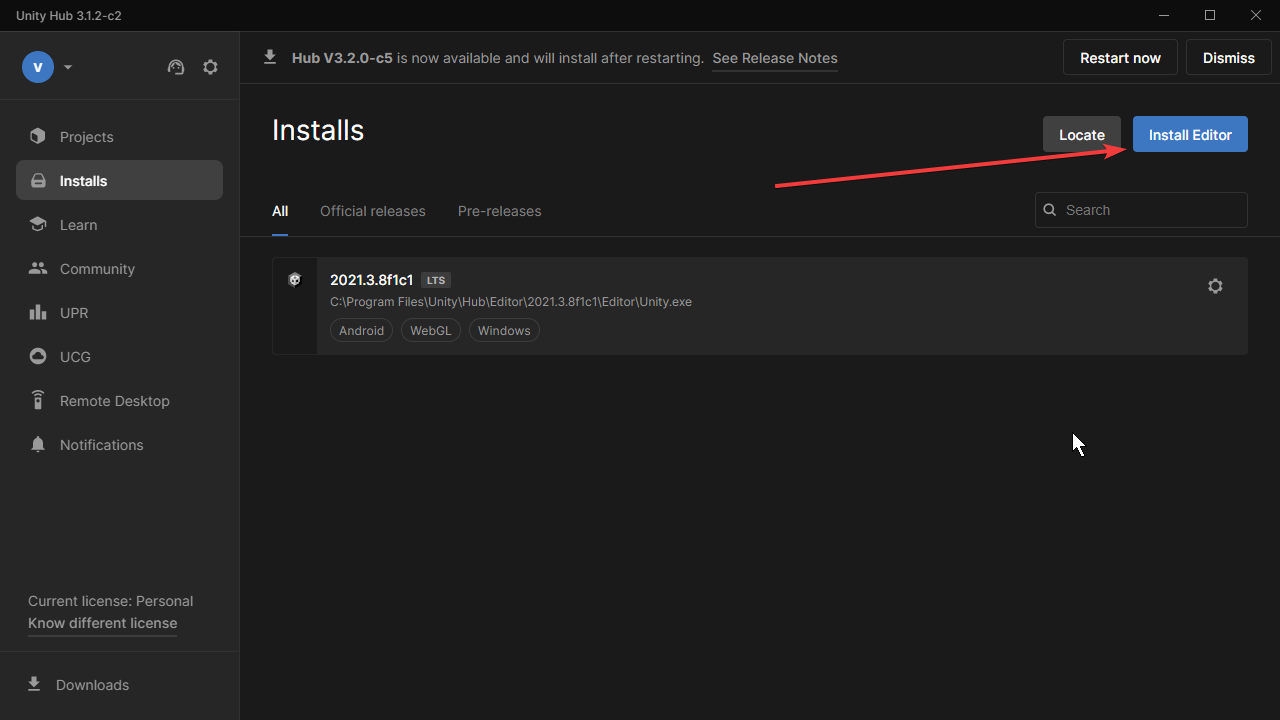 Unity Hub 3.1.2-c2
V
Hub V3.2.0-c5 is now available and will install after restarting. See Release Notes
Restart now
Dismiss
Projects
Installs
Learn
Community
UPR
UCG
Remote Desktop
Notifications
Current license: Personal
Know different license
Downloads
Installs
Locate
Install Editor
All
Official releases
Pre-releases
Search
2021.3.8f1c1 LTS
C:\Program Files\Unity\Hub\Editor\2021.3.8f1c1\Editor\Unity.exe
Android
WebGL
Windows